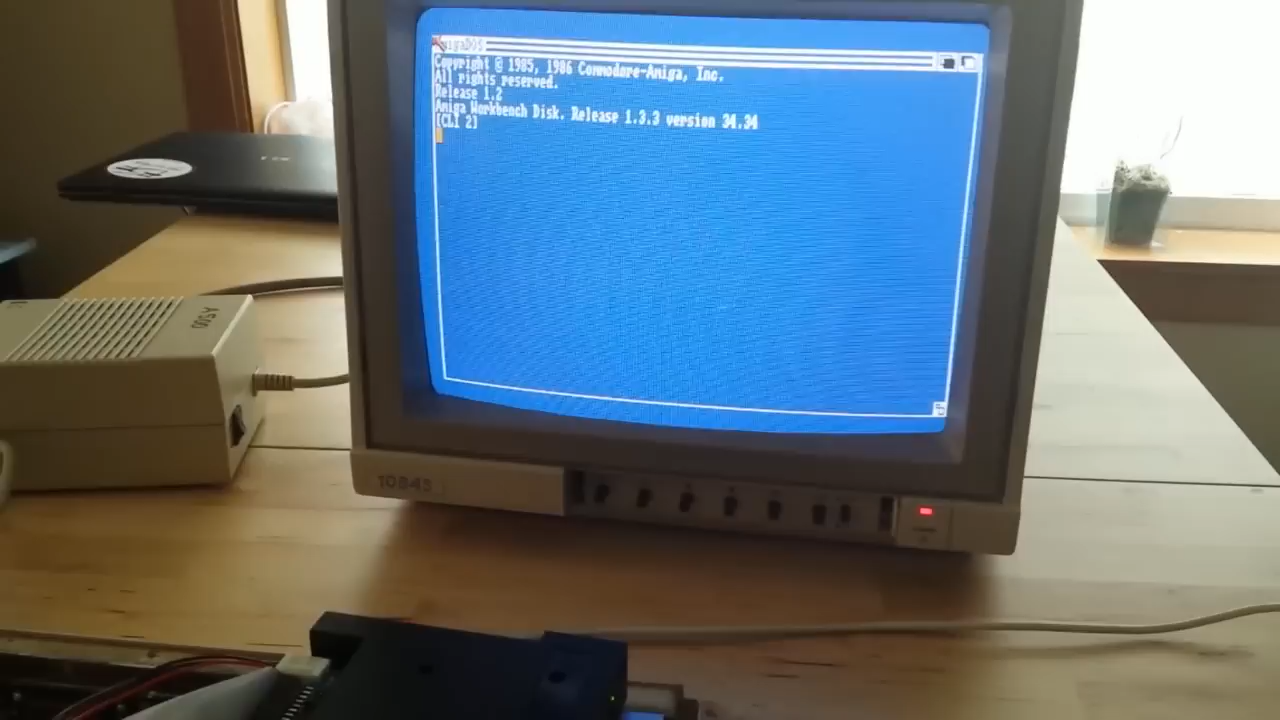 AmigaDOS
Copyright © 1985, 1986 Commodore-Amiga, Inc.
All rights reserved.
Release 1.2
Amiga Workbench Disk. Release 1.3.3 version 34.34
[CLI 2]
A500
1084S